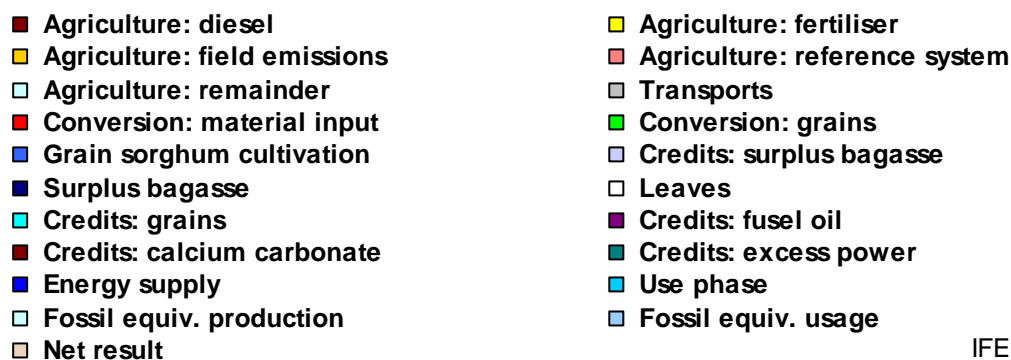 Agriculture: diesel
Agriculture: fertiliser
Agriculture: field emissions
Agriculture: reference system
Agriculture: remainder
Transports
Conversion: material input
Conversion: grains
Grain sorghum cultivation
Credits: surplus bagasse
Surplus bagasse
Leaves
Credits: grains
Credits: fusel oil
Credits: calcium carbonate
Credits: excess power
Energy supply
Use phase
Fossil equiv. production
Fossil equiv. usage
Net result
IFE